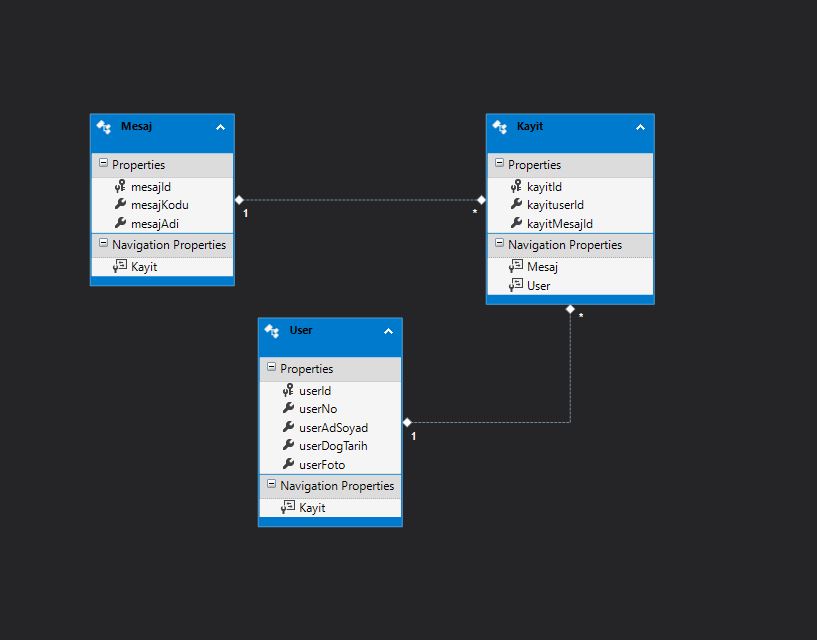 Mesaj
Properties
mesajId
mesajKodu
mesajAdi
Navigation Properties
Kayit
1
*
Kayit
Properties
kayitId
kayituserId
kayitMesajId
Navigation Properties
Mesaj
User
*
User
Properties
userId
userNo
userAdSoyad
userDogTarih
userFoto
Navigation Properties
Kayit
1